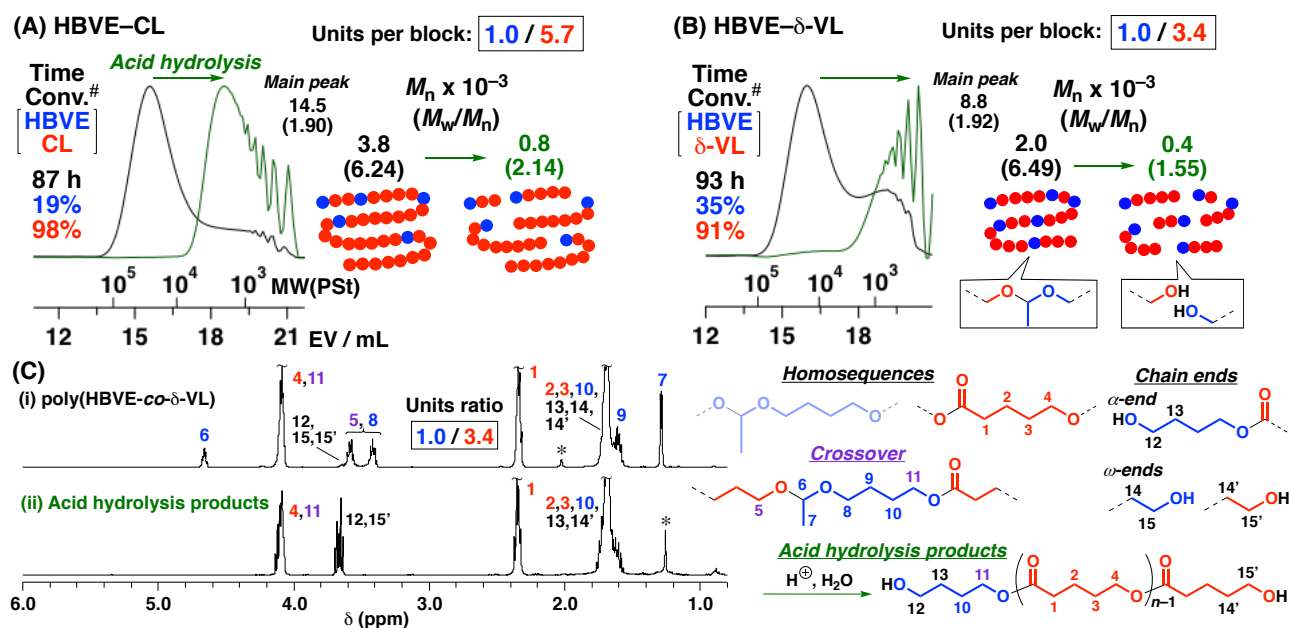 (A) HBVE–CL
Units per block: 1.0 / 5.7
Acid hydrolysis
Time
Conv.#
[HBVE]
[CL]
87 h
19%
98%
Main peak
14.5
(1.90)
Mn x 10–3
(Mw/Mn)
3.8
(6.24)
0.8
(2.14)
10⁵ 10⁴ 10³ MW(PSt)
12 15 18 21
EV / mL
(B) HBVE–δ-VL
Units per block: 1.0 / 3.4
Time
Conv.#
[HBVE]
[δ-VL]
93 h
35%
91%
Main peak
8.8
(1.92)
Mn x 10–3
(Mw/Mn)
2.0
(6.49)
0.4
(1.55)
10⁵ 10⁴ 10³
12 15 18
O O
OH
HO
(C)
(i) poly(HBVE-co-δ-VL)
6
4,11
12,
15,15'
5,8
Units ratio
1.0 / 3.4
1
*
2,3,10,
13,14,
14'
9
7
(ii) Acid hydrolysis products
4,11
12,15'
1
2,3,10,
13,14'
*
6.0 5.0 4.0 3.0 2.0 1.0
δ (ppm)
Homosequences
O O O
O O 1 2 3 4 O
Crossover
5 O 6 7 O 8 9 10 11 O O
Chain ends
α-end
HO 12 13 O O
ω-ends
14 15 OH
14' 15' OH
Acid hydrolysis products
H⊕, H2O
HO 12 13 10 11 O (O 1 2 3 4 O)n–1 O 14' 15' OH